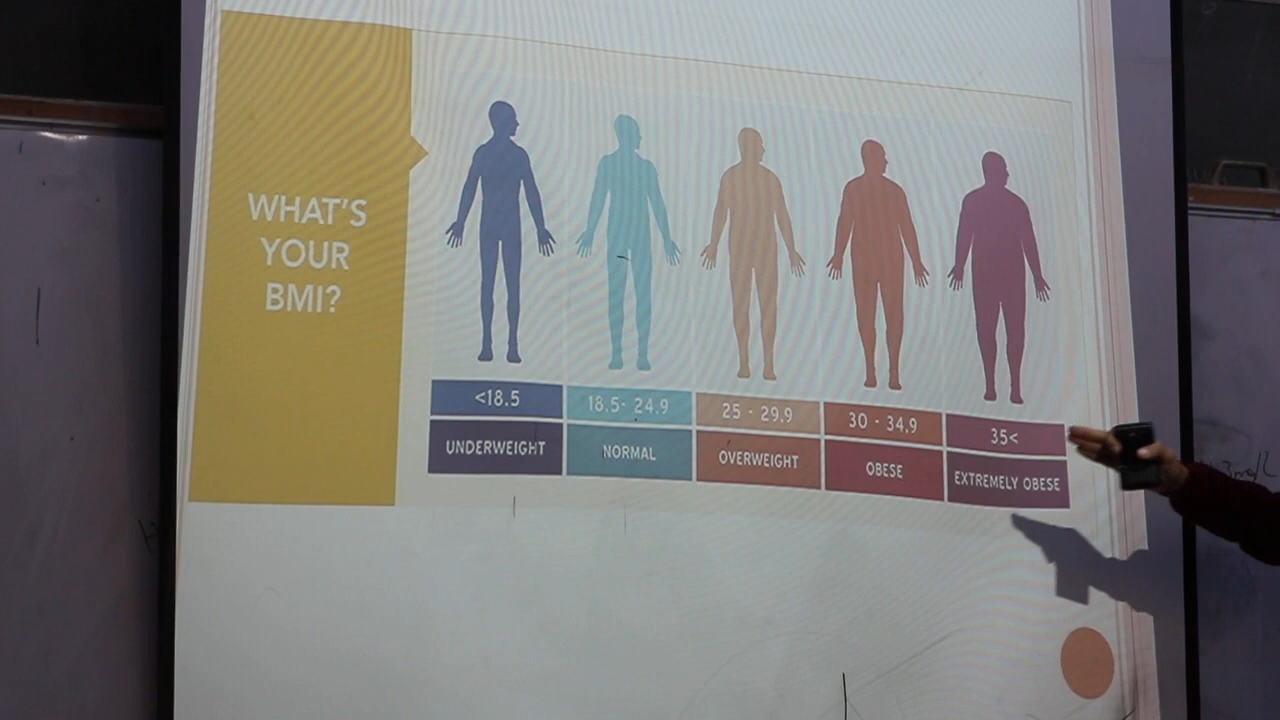 WHAT'S
YOUR
BMI?
<18.5
18.5- 24.9
25 - 29.9
30 - 34.9
35<
UNDERWEIGHT
NORMAL
OVERWEIGHT
OBESE
EXTREMELY OBESE